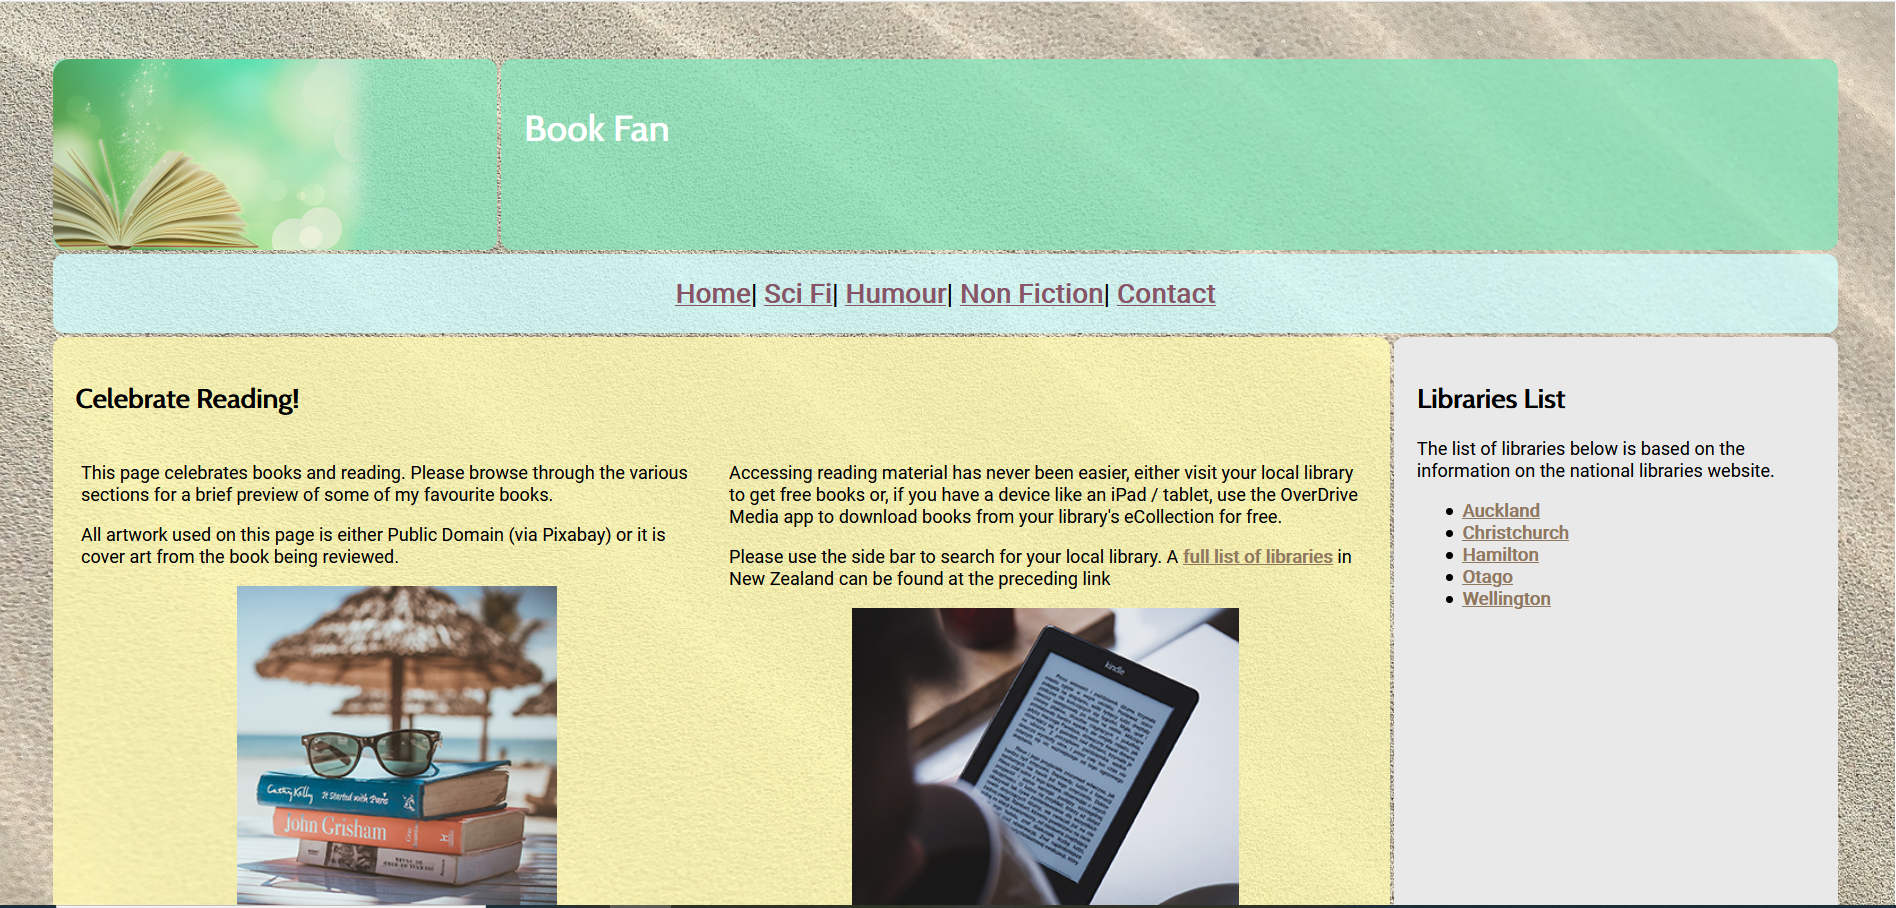 Book Fan
Home| Sci Fi| Humour| Non Fiction| Contact
Celebrate Reading!
This page celebrates books and reading. Please browse through the various
sections for a brief preview of some of my favourite books.
All artwork used on this page is either Public Domain (via Pixabay) or it is
cover art from the book being reviewed.
Cathy Kelly It Started with Paris
John Grisham
Accessing reading material has never been easier, either visit your local library
to get free books or, if you have a device like an iPad / tablet, use the OverDrive
Media app to download books from your library's eCollection for free.
Please use the side bar to search for your local library. A full list of libraries in
New Zealand can be found at the preceding link
kindle
Libraries List
The list of libraries below is based on the
information on the national libraries website.
Auckland
Christchurch
Hamilton
Otago
Wellington